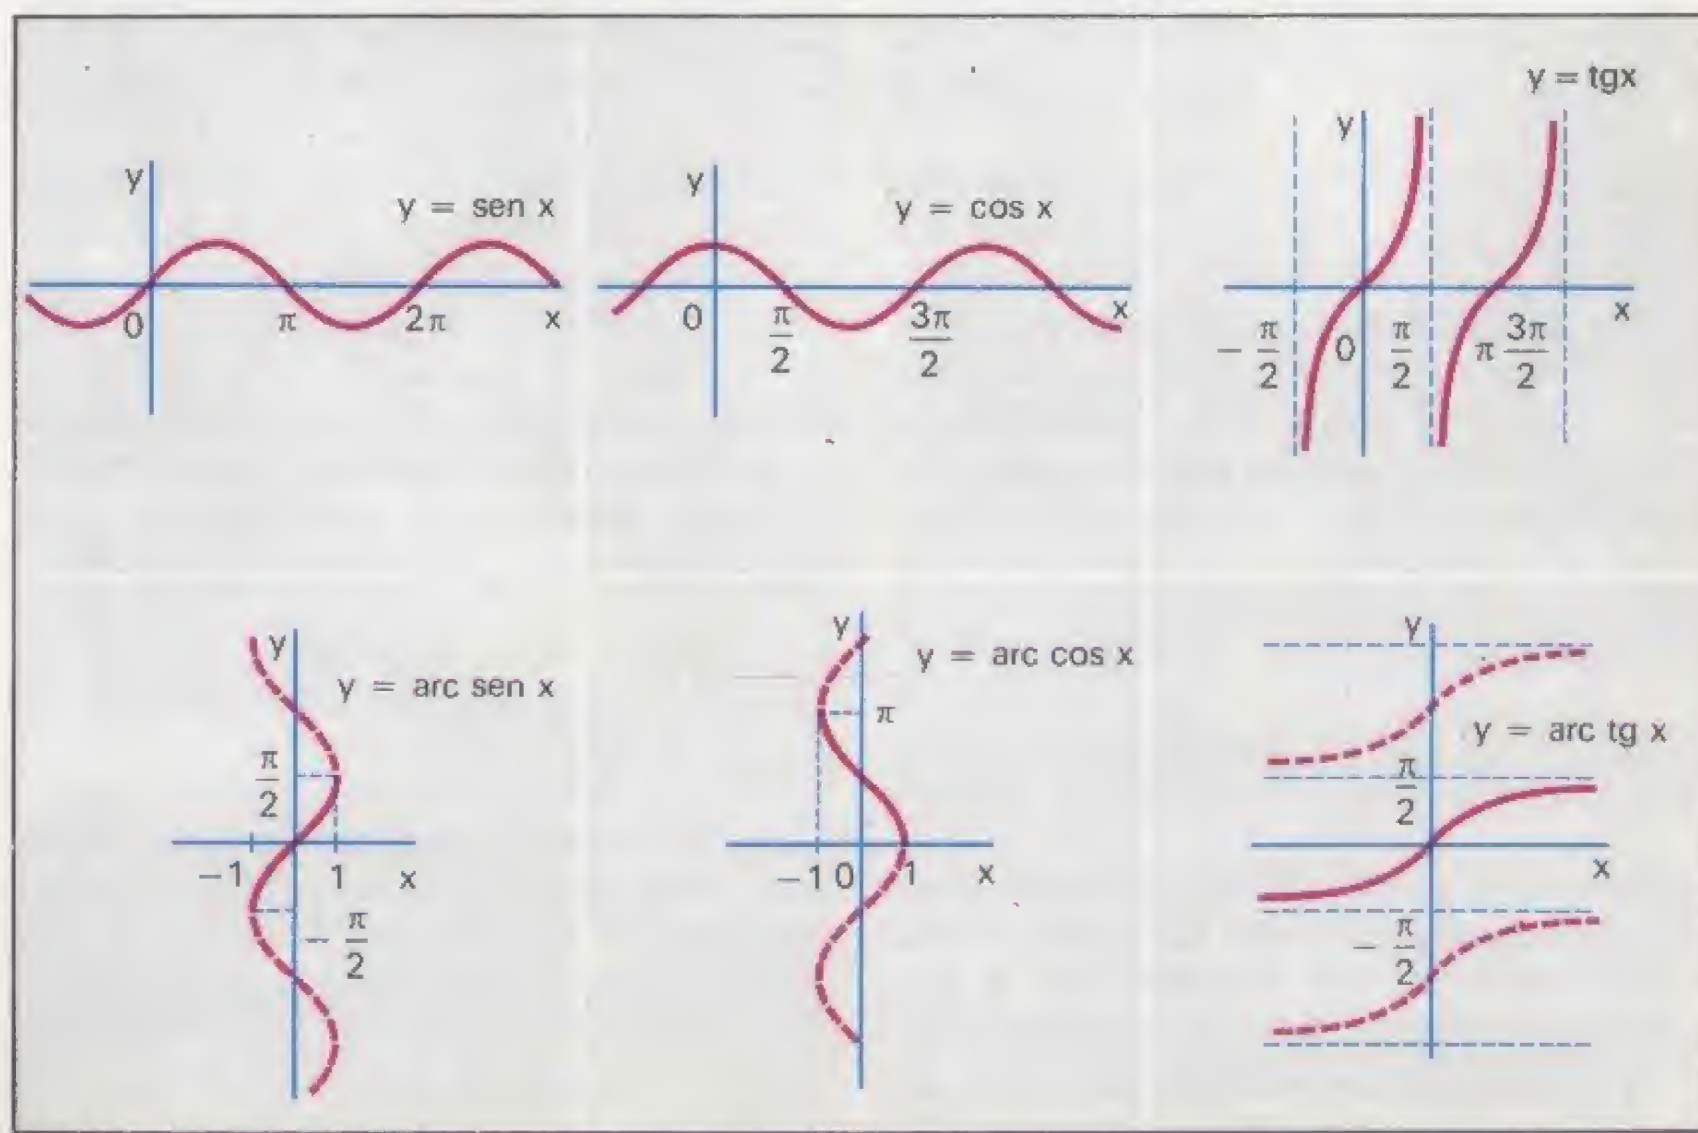 y
y = sen x
0
π
2π
x
y
y = cos x
0
π/2
3π/2
x
y = tgx
y
− π/2
0
π/2
π
3π/2
x
y
y = arc sen x
π/2
−1
1
x
− π/2
y
y = arc cos x
π
−1
0
1
x
y
y = arc tg x
π/2
x
− π/2